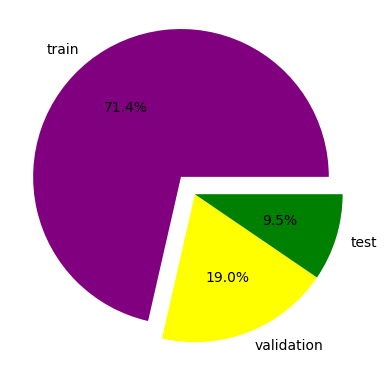 train
71.4%
9.5%
test
19.0%
validation